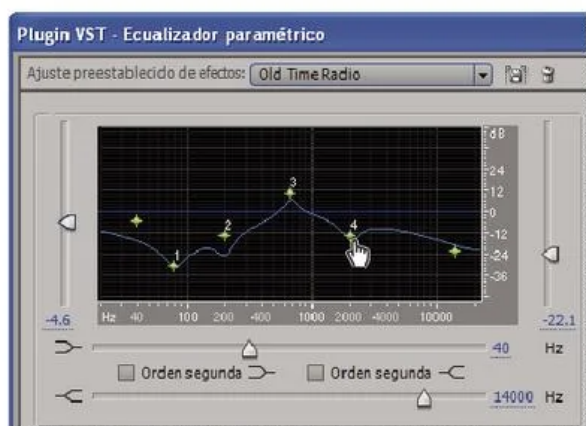 Plugin VST - Ecualizador paramétrico
Ajuste preestablecido de efectos: Old Time Radio
dB
24
12
0
-12
-24
-36
1
2
3
4
Hz 40 100 200 -400 1000 2000 -4000 10000
-4.6
-22.1
40 Hz
Orden segunda
Orden segunda
14000 Hz